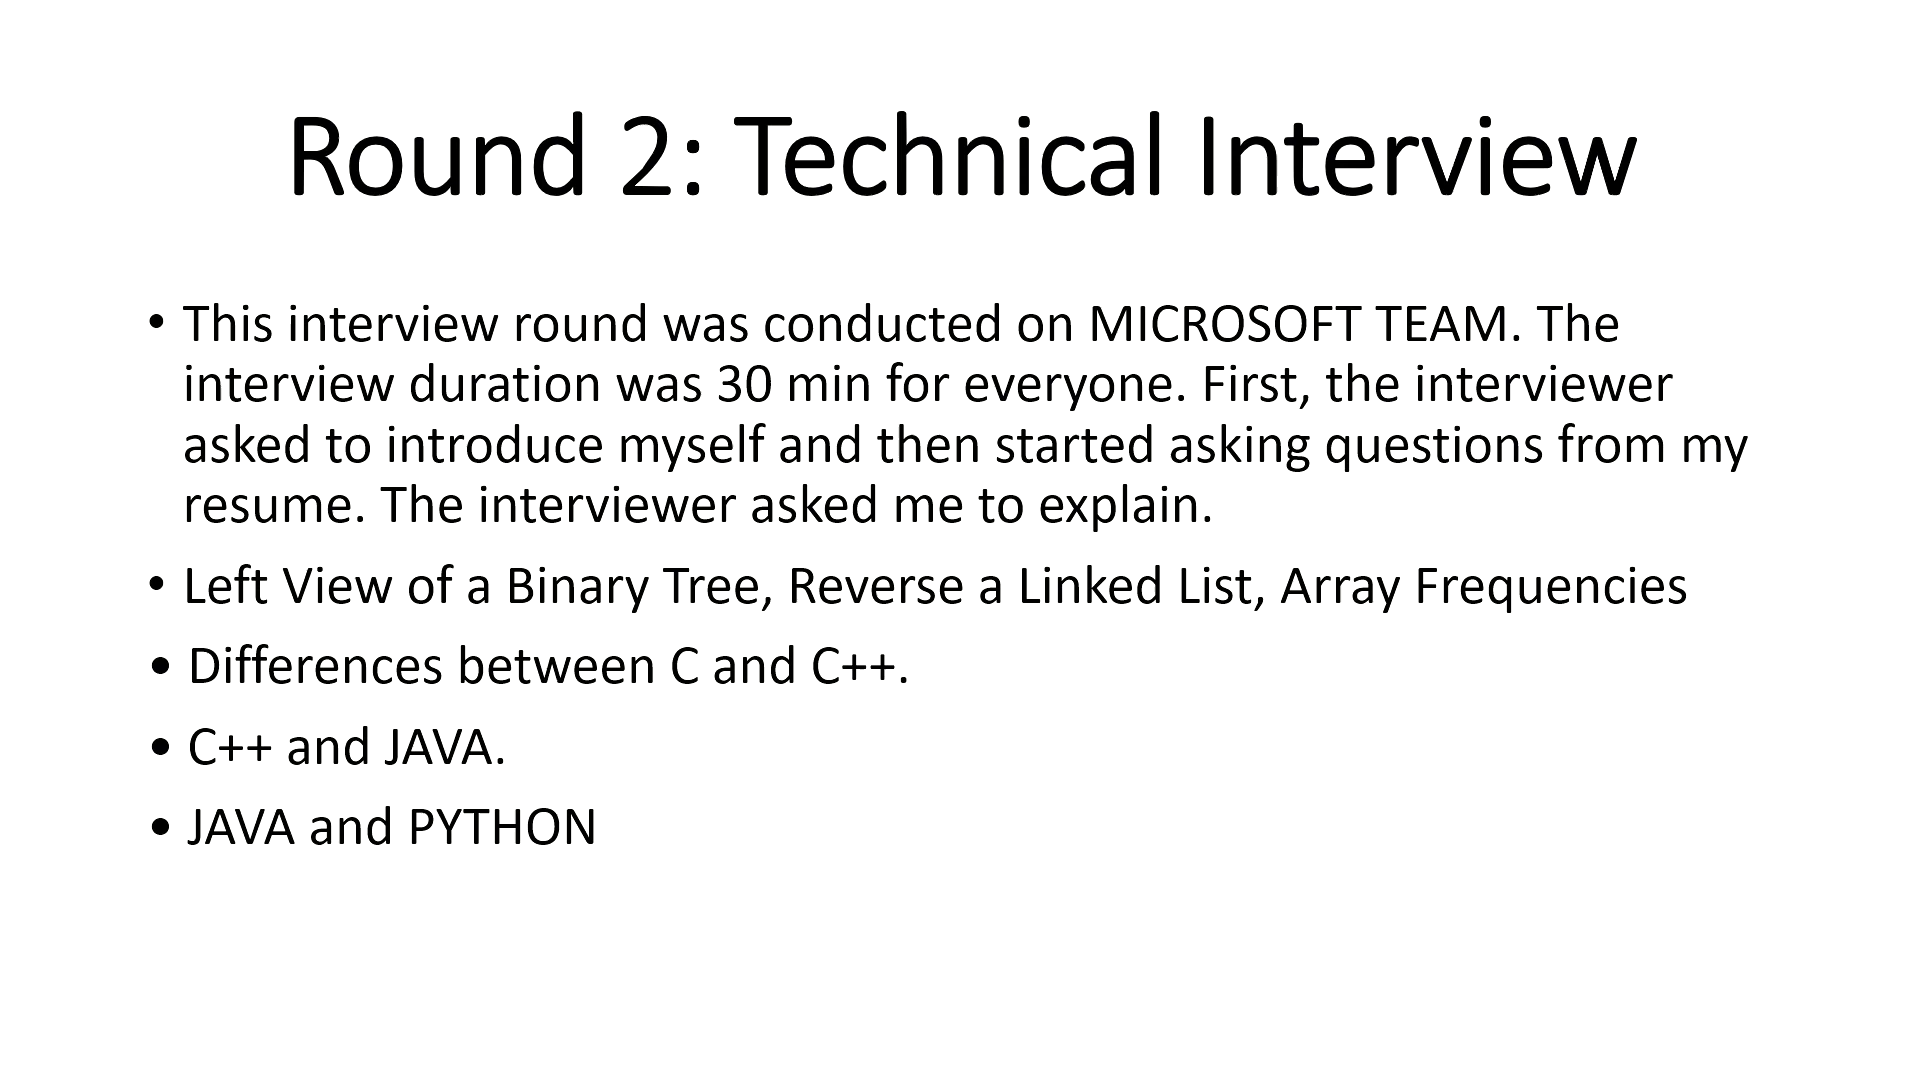 Round 2: Technical Interview
• This interview round was conducted on MICROSOFT TEAM. The
interview duration was 30 min for everyone. First, the interviewer
asked to introduce myself and then started asking questions from my
resume. The interviewer asked me to explain.
• Left View of a Binary Tree, Reverse a Linked List, Array Frequencies
• Differences between C and C++.
• C++ and JAVA.
• JAVA and PYTHON